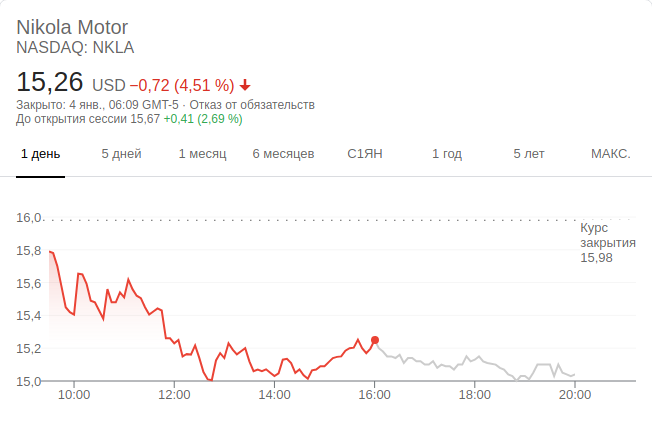 Nikola Motor
NASDAQ: NKLA
15,26 USD −0,72 (4,51 %)
Закрыто: 4 янв., 06:09 GMT-5 · Отказ от обязательств
До открытия сессии 15,67 +0,41 (2,69 %)
1 день 5 дней 1 месяц 6 месяцев С1ЯН 1 год 5 лет МАКС.
16,0
Курс
закрытия
15,98
15,8
15,6
15,4
15,2
15,0
10:00 12:00 14:00 16:00 18:00 20:00